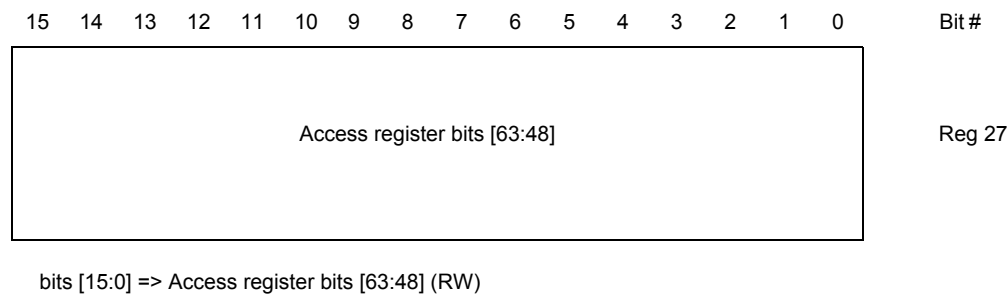 15 14 13 12 11 10 9 8 7 6 5 4 3 2 1 0 Bit #
Access register bits [63:48] Reg 27
bits [15:0] => Access register bits [63:48] (RW)